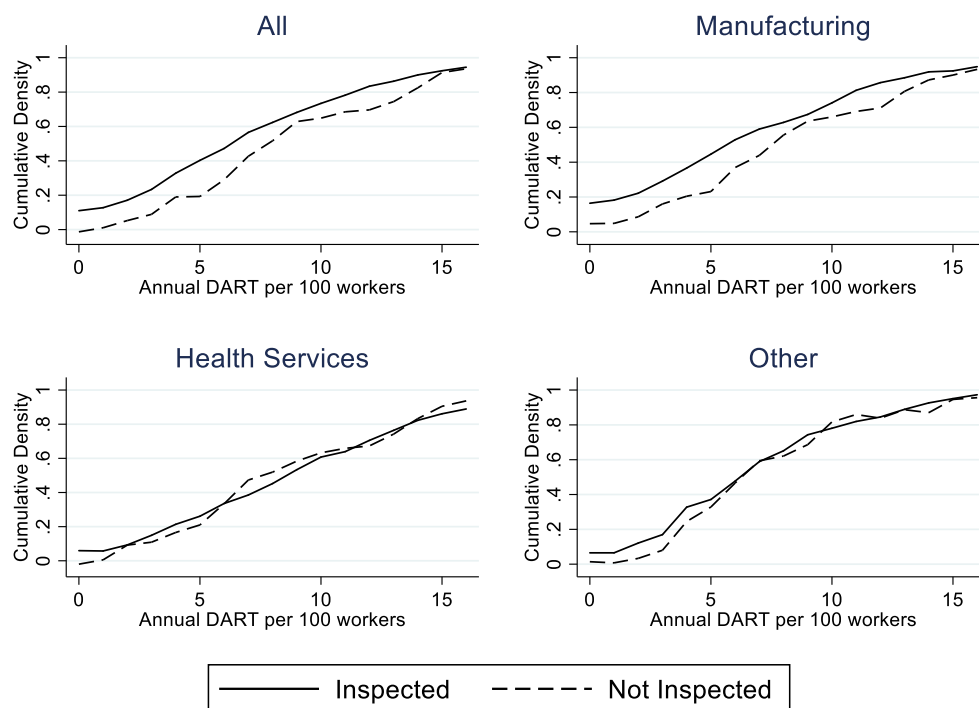 All
Cumulative Density
0 .2 .4 .6 .8 1
0 5 10 15
Annual DART per 100 workers
Manufacturing
Cumulative Density
0 .2 .4 .6 .8 1
0 5 10 15
Annual DART per 100 workers
Health Services
Cumulative Density
0 .2 .4 .6 .8 1
0 5 10 15
Annual DART per 100 workers
Other
Cumulative Density
0 .2 .4 .6 .8 1
0 5 10 15
Annual DART per 100 workers
Inspected Not Inspected